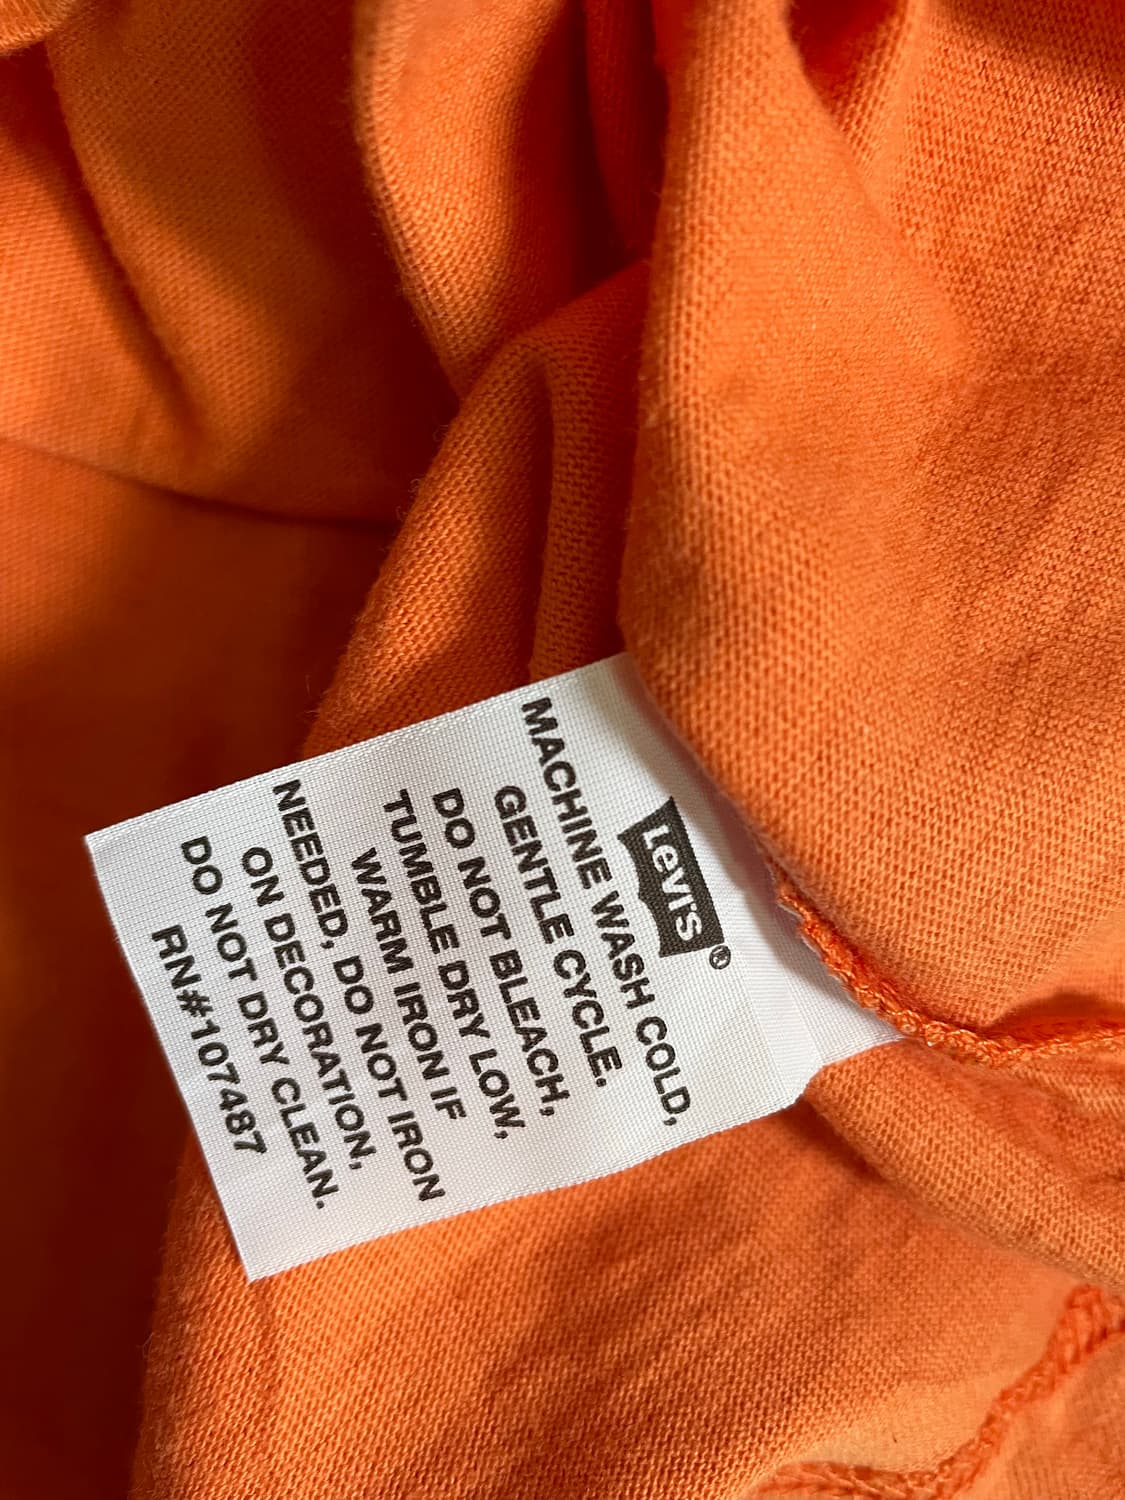 Levi's®
MACHINE WASH COLD,
GENTLE CYCLE.
DO NOT BLEACH,
TUMBLE DRY LOW,
WARM IRON IF
NEEDED, DO NOT IRON
ON DECORATION,
DO NOT DRY CLEAN.
RN#107487